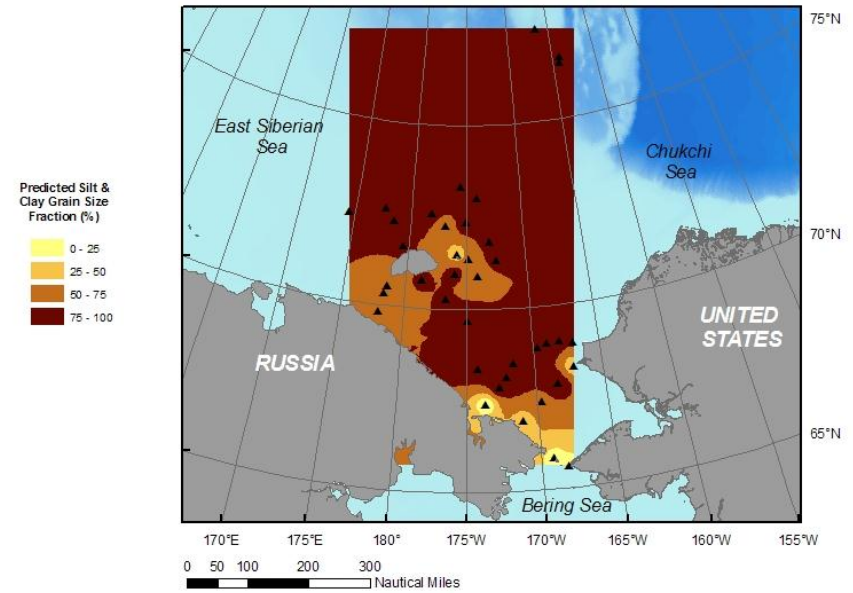 75°N
East Siberian
Sea
Chukchi
Sea
Predicted Silt &
Clay Grain Size
Fraction (%)
0 - 25
25 - 50
50 - 75
75 - 100
70°N
UNITED
STATES
RUSSIA
65°N
Bering Sea
170°E 175°E 180° 175°W 170°W 165°W 160°W 155°W
0 50 100 200 300
Nautical Miles